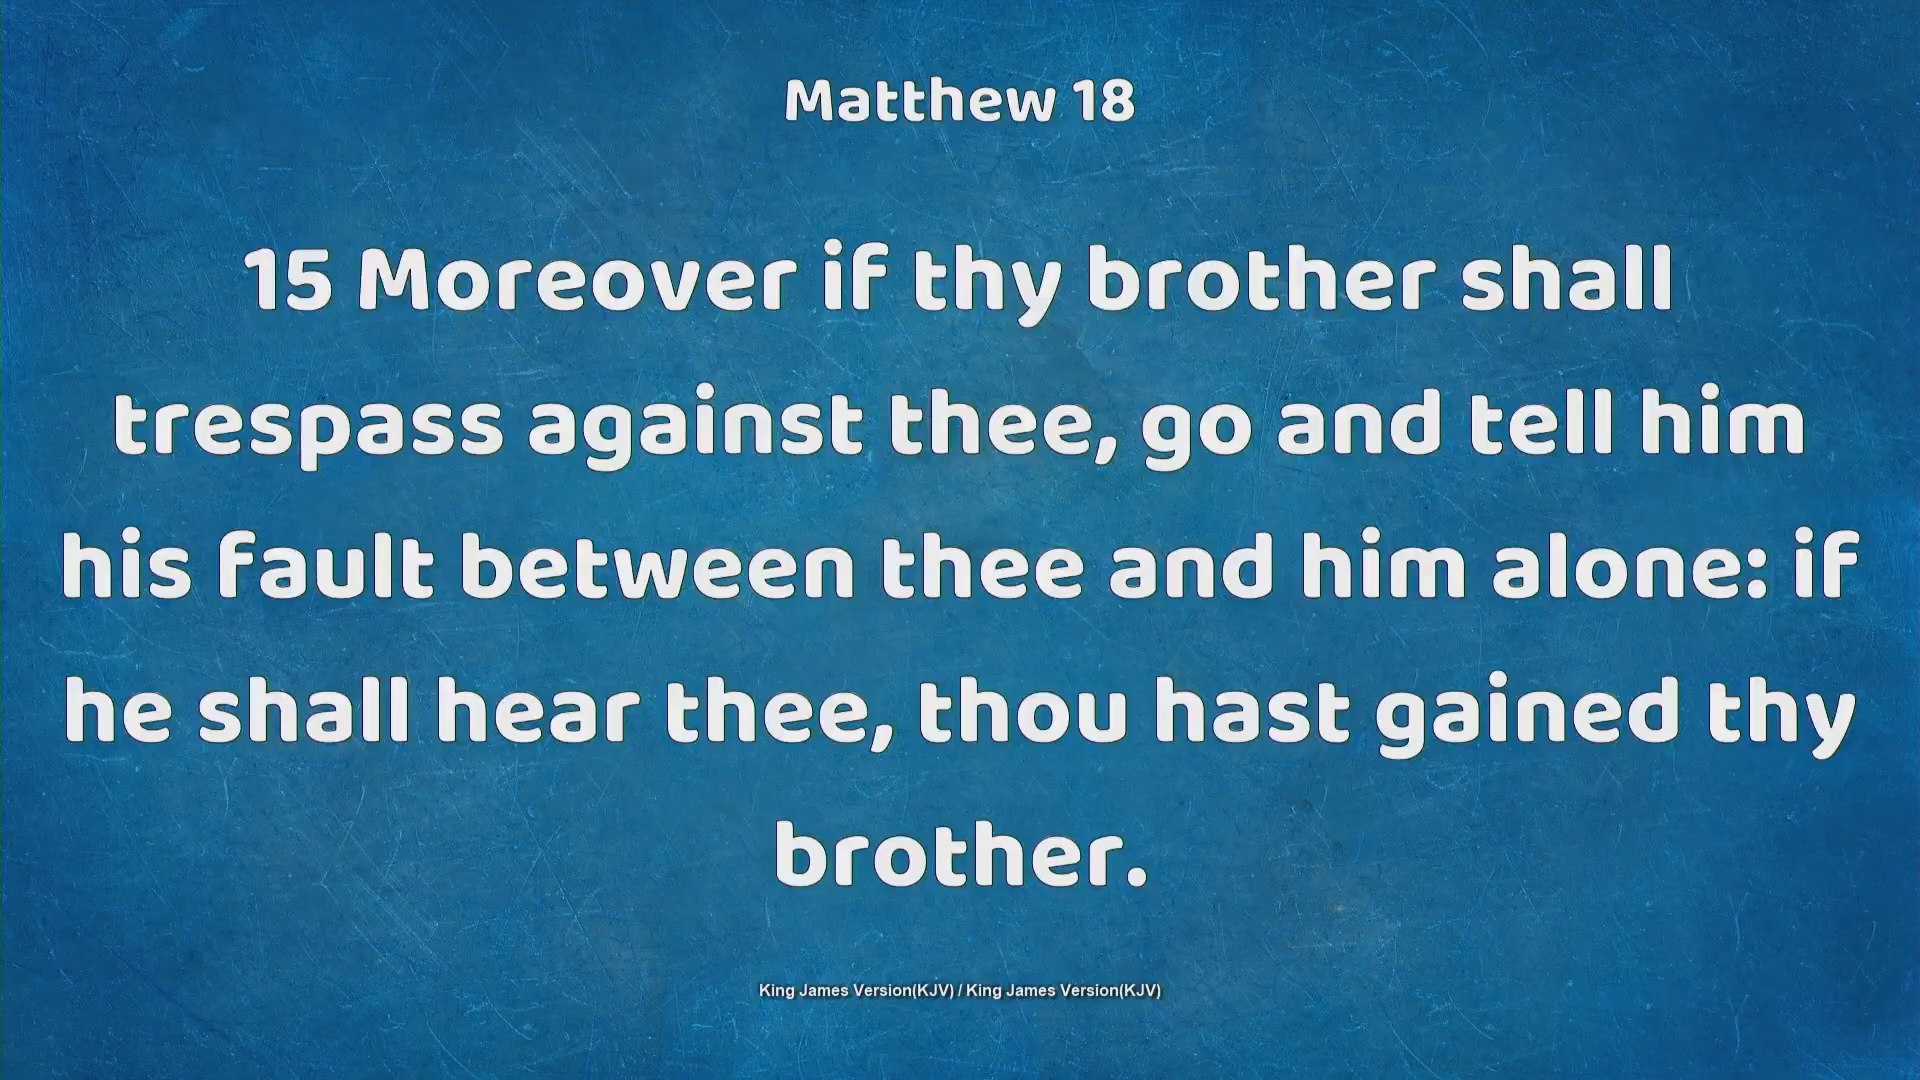 Matthew 18
15 Moreover if thy brother shall
trespass against thee, go and tell him
his fault between thee and him alone: if
he shall hear thee, thou hast gained thy
brother.
King James Version(KJV) / King James Version(KJV)